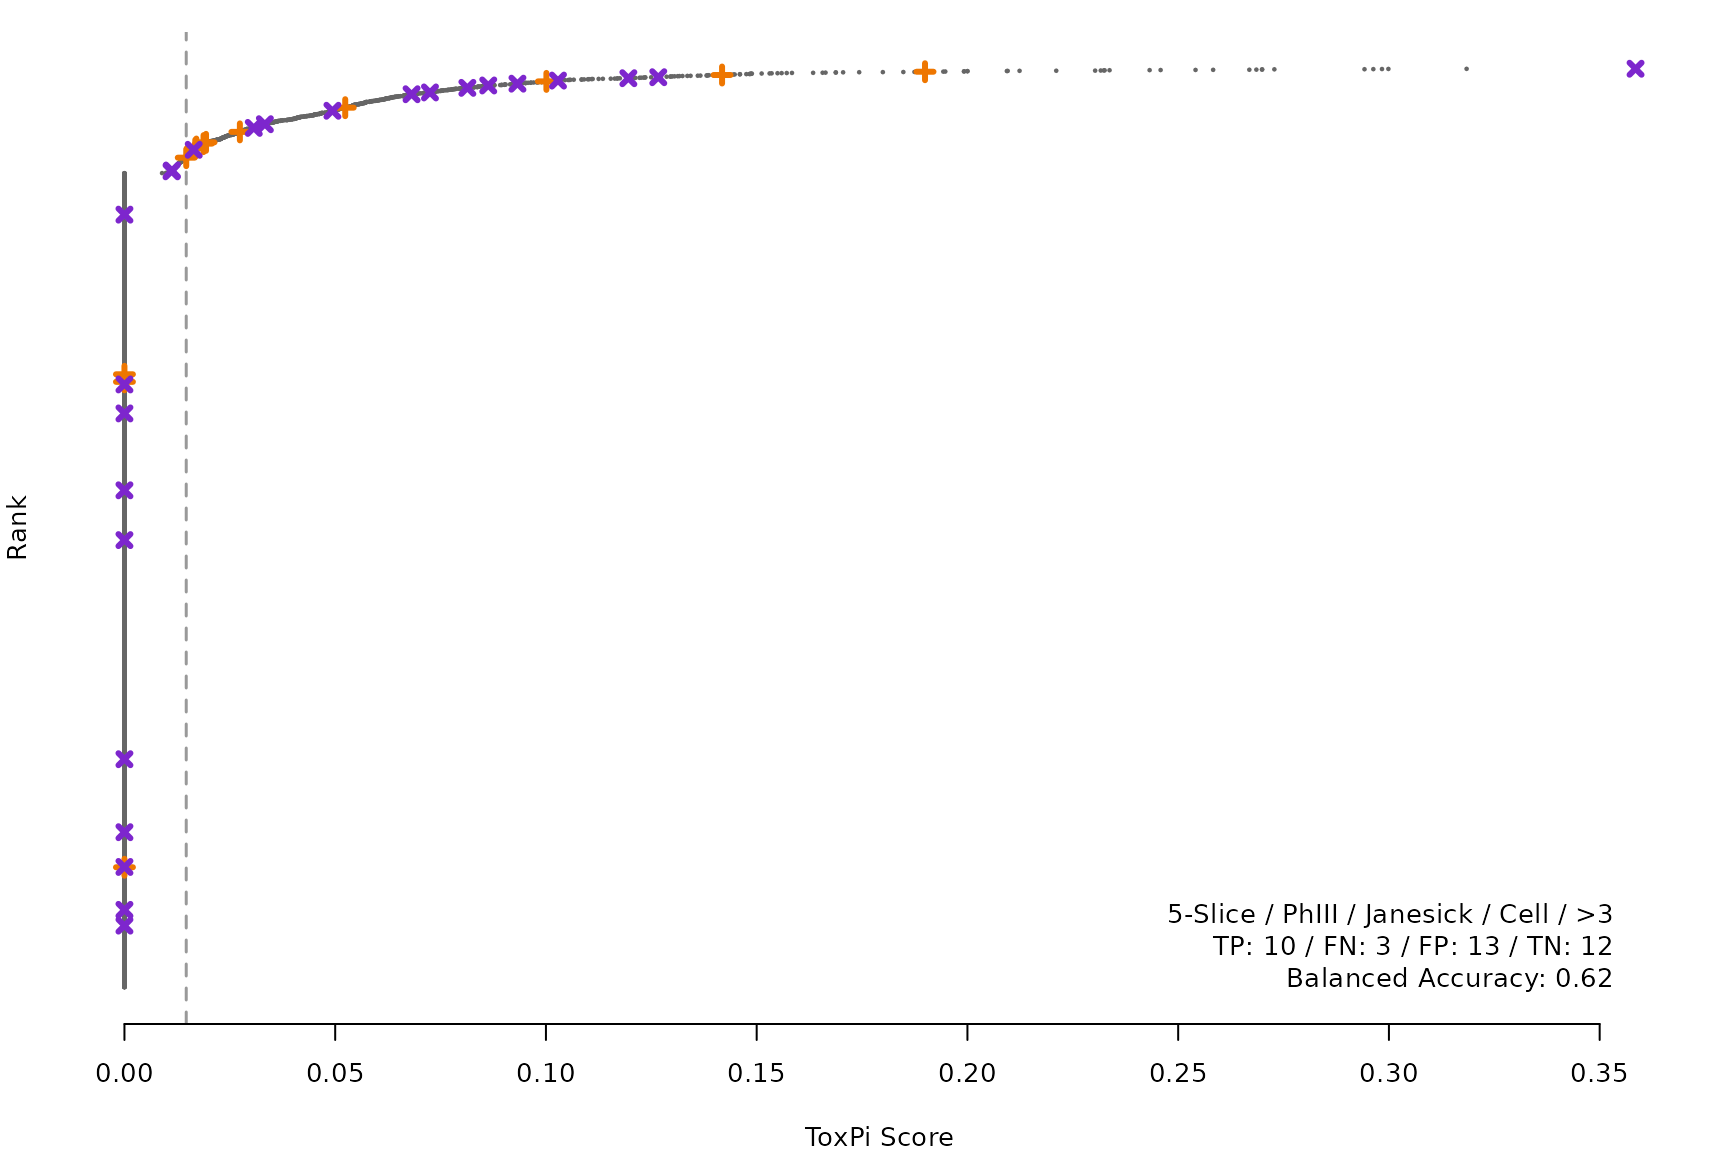 Rank
5-Slice / PhIII / Janesick / Cell / >3
TP: 10 / FN: 3 / FP: 13 / TN: 12
Balanced Accuracy: 0.62
0.00 0.05 0.10 0.15 0.20 0.25 0.30 0.35
ToxPi Score